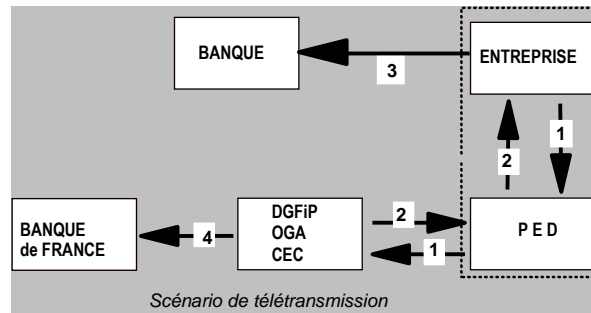 BANQUE
3
ENTREPRISE
2
1
BANQUE
de FRANCE
4
DGFiP
OGA
CEC
2
1
P E D
Scénario de télétransmission